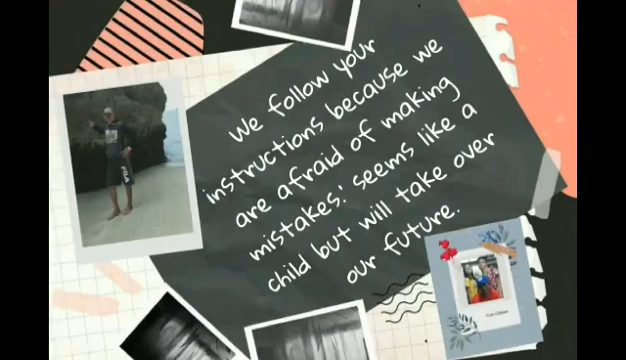 We follow your
instructions because we
are afraid of making
mistakes.' seems like a
child but will take over
our future.